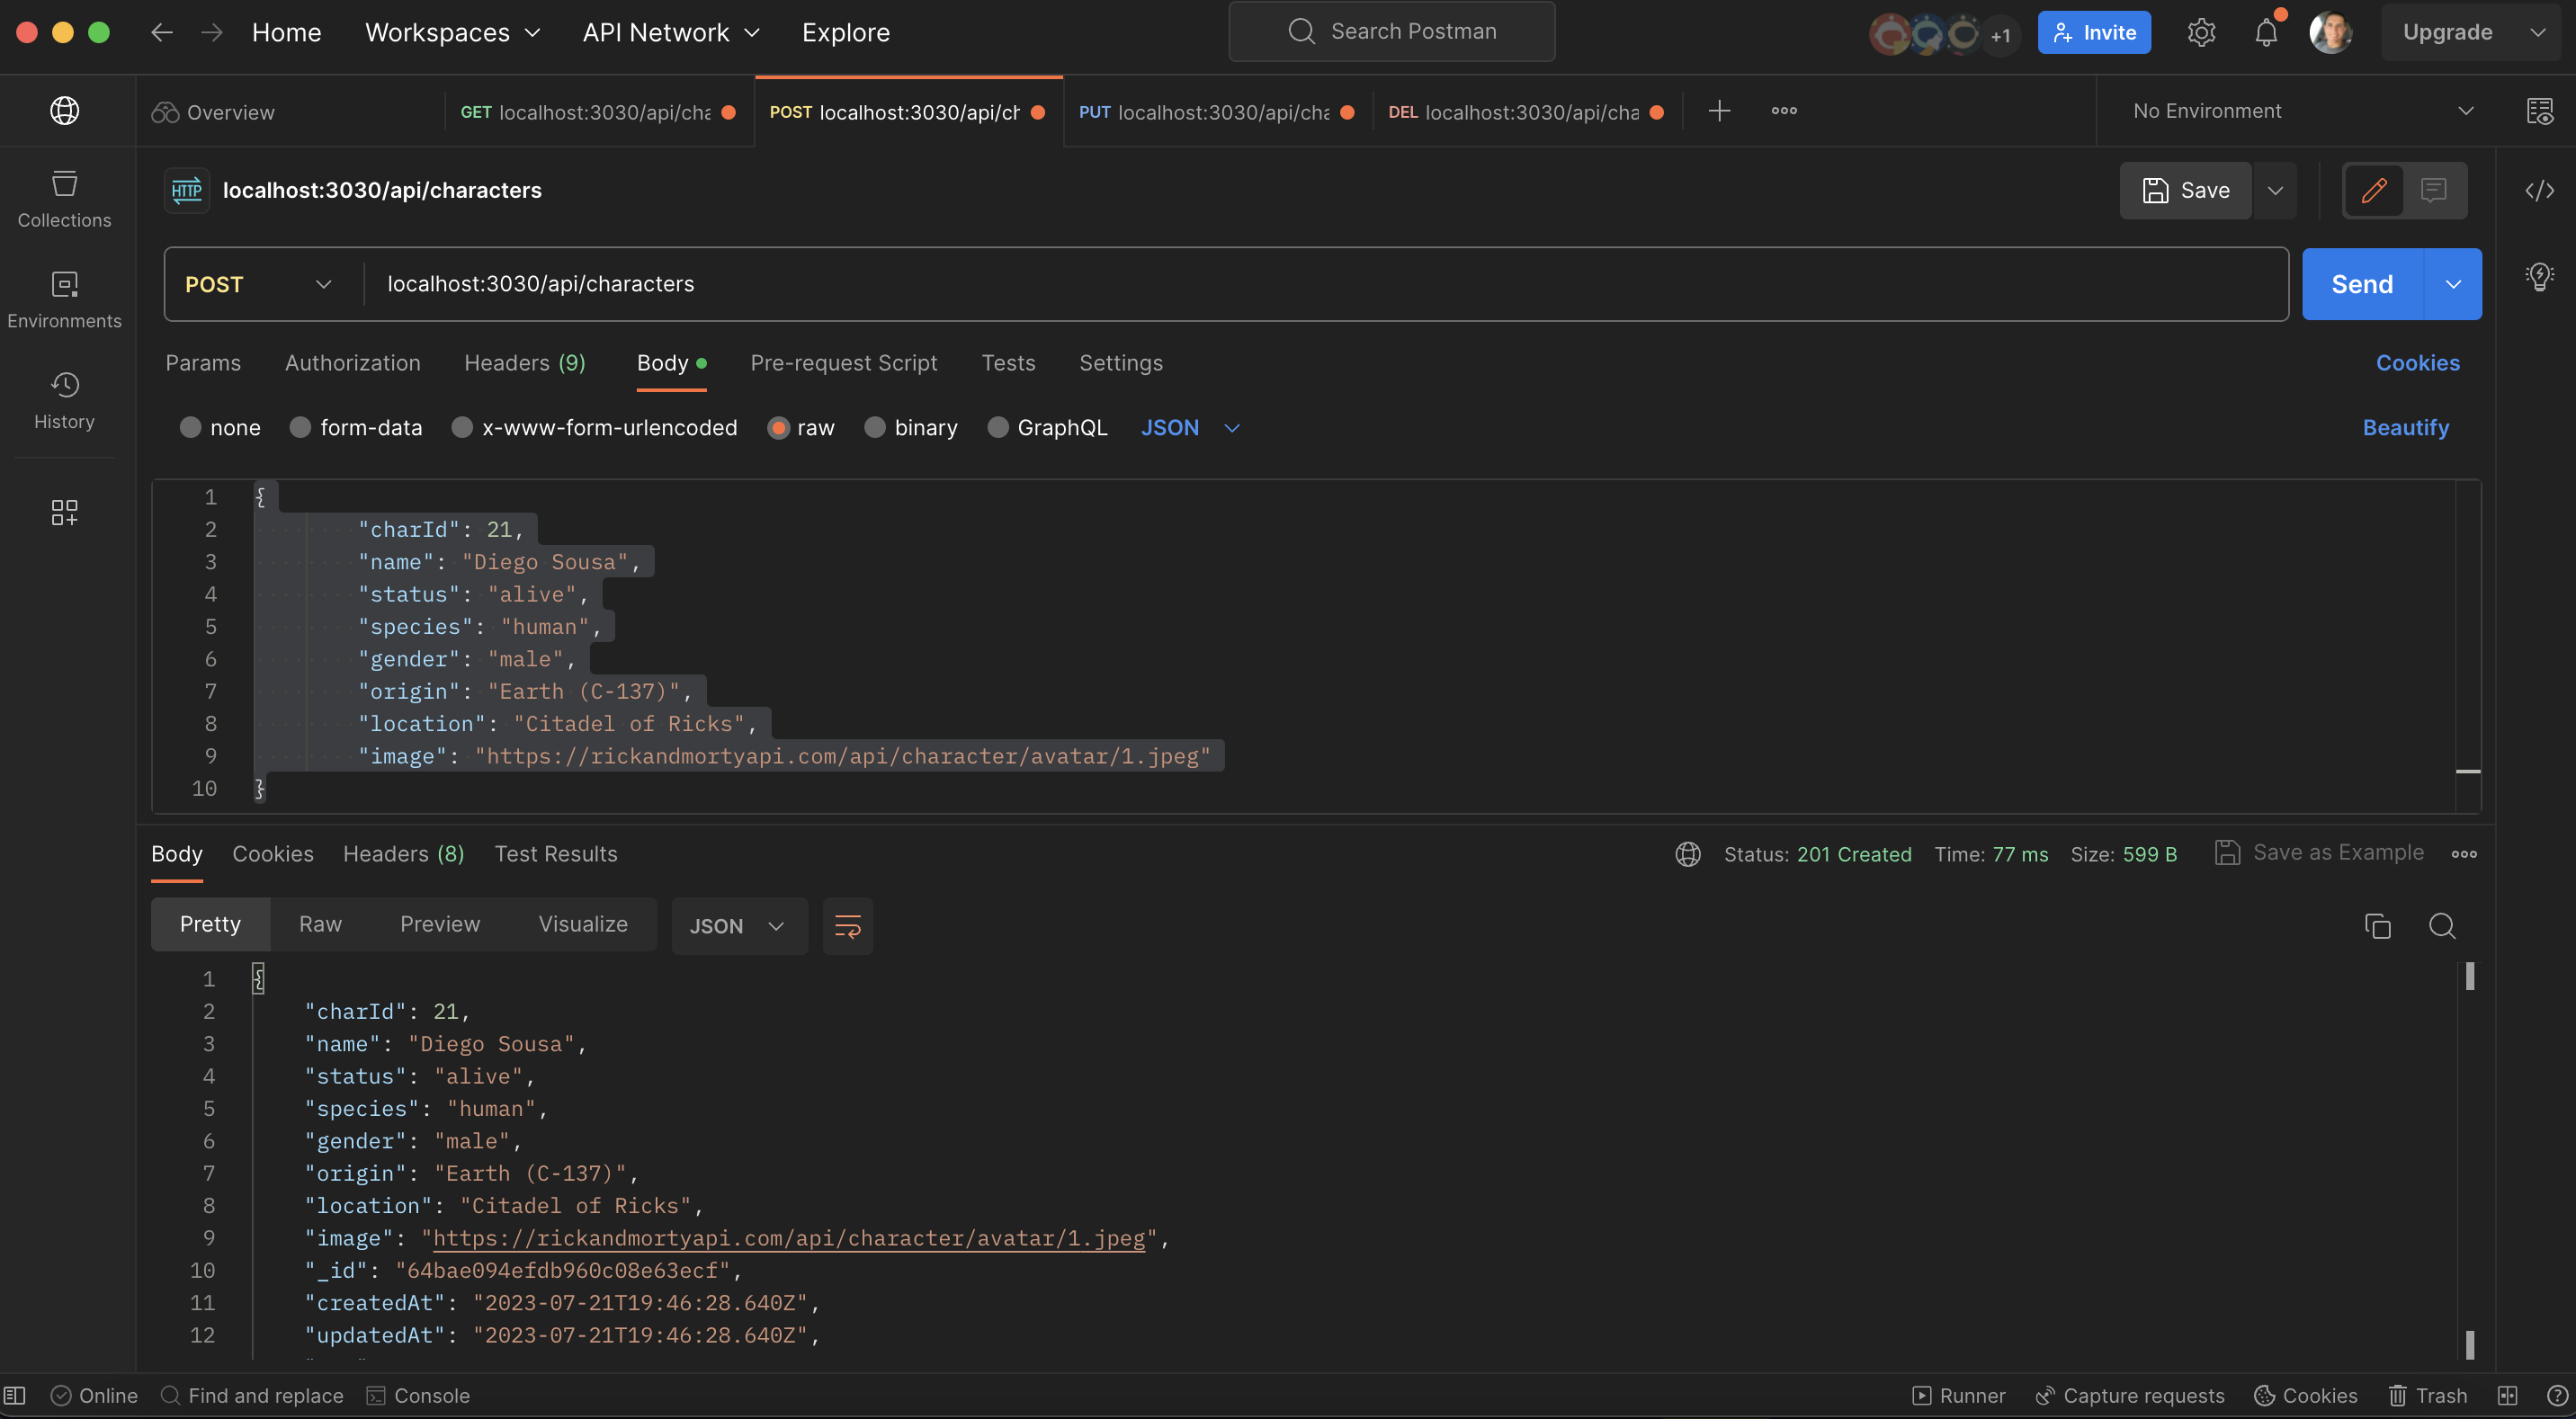 Home Workspaces API Network Explore Search Postman +1 Invite Upgrade
Overview GET localhost:3030/api/cha POST localhost:3030/api/ch PUT localhost:3030/api/cha DEL localhost:3030/api/cha No Environment
HTTP localhost:3030/api/characters Save
Collections
POST localhost:3030/api/characters Send
Environments
Params Authorization Headers (9) Body Pre-request Script Tests Settings Cookies
History
none form-data x-www-form-urlencoded raw binary GraphQL JSON Beautify
1 {
2 "charId": 21,
3 "name": "Diego Sousa",
4 "status": "alive",
5 "species": "human",
6 "gender": "male",
7 "origin": "Earth (C-137)",
8 "location": "Citadel of Ricks",
9 "image": "https://rickandmortyapi.com/api/character/avatar/1.jpeg"
10 }
Body Cookies Headers (8) Test Results Status: 201 Created Time: 77 ms Size: 599 B Save as Example
Pretty Raw Preview Visualize JSON
1 {
2 "charId": 21,
3 "name": "Diego Sousa",
4 "status": "alive",
5 "species": "human",
6 "gender": "male",
7 "origin": "Earth (C-137)",
8 "location": "Citadel of Ricks",
9 "image": "https://rickandmortyapi.com/api/character/avatar/1.jpeg",
10 "_id": "64bae094efdb960c08e63ecf",
11 "createdAt": "2023-07-21T19:46:28.640Z",
12 "updatedAt": "2023-07-21T19:46:28.640Z",
Online Find and replace Console Runner Capture requests Cookies Trash